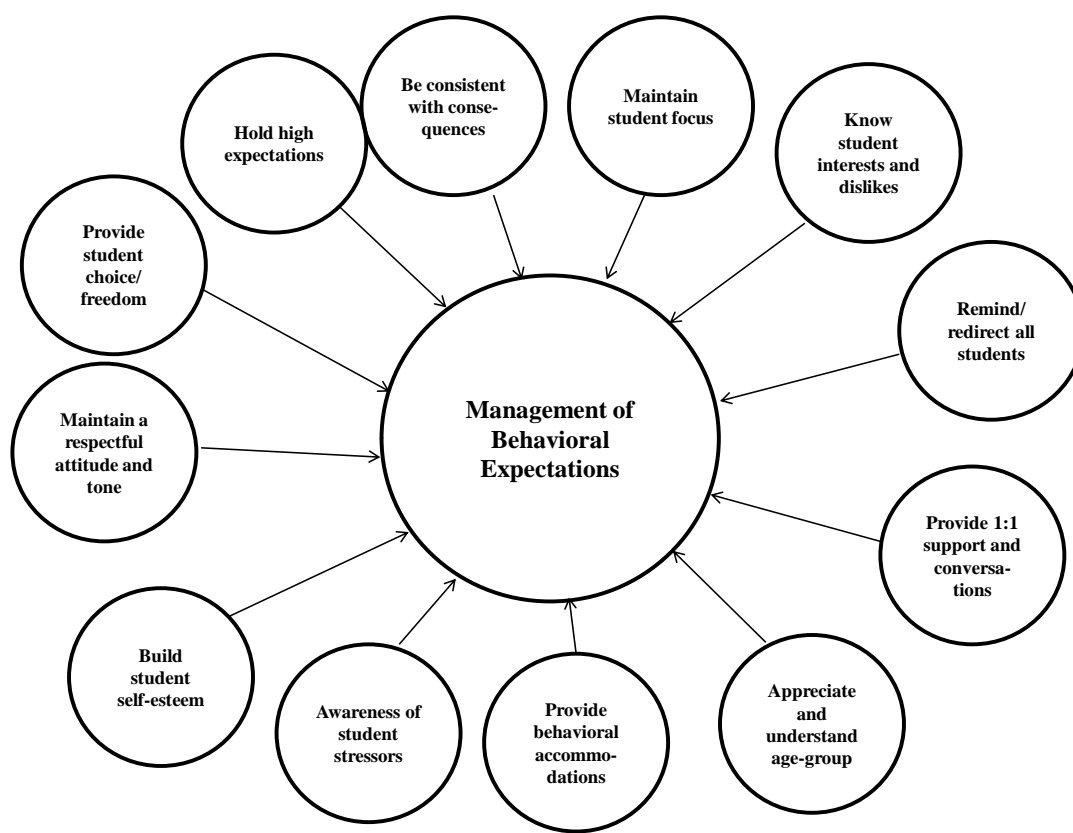 Be consistent
with conse-
quences
Maintain
student focus
Hold high
expectations
Know
student
interests and
dislikes
Provide
student
choice/
freedom
Remind/
redirect all
students
Management of
Behavioral
Expectations
Maintain a
respectful
attitude and
tone
Provide 1:1
support and
conversa-
tions
Build
student
self-esteem
Awareness of
student
stressors
Provide
behavioral
accommo-
dations
Appreciate
and
understand
age-group